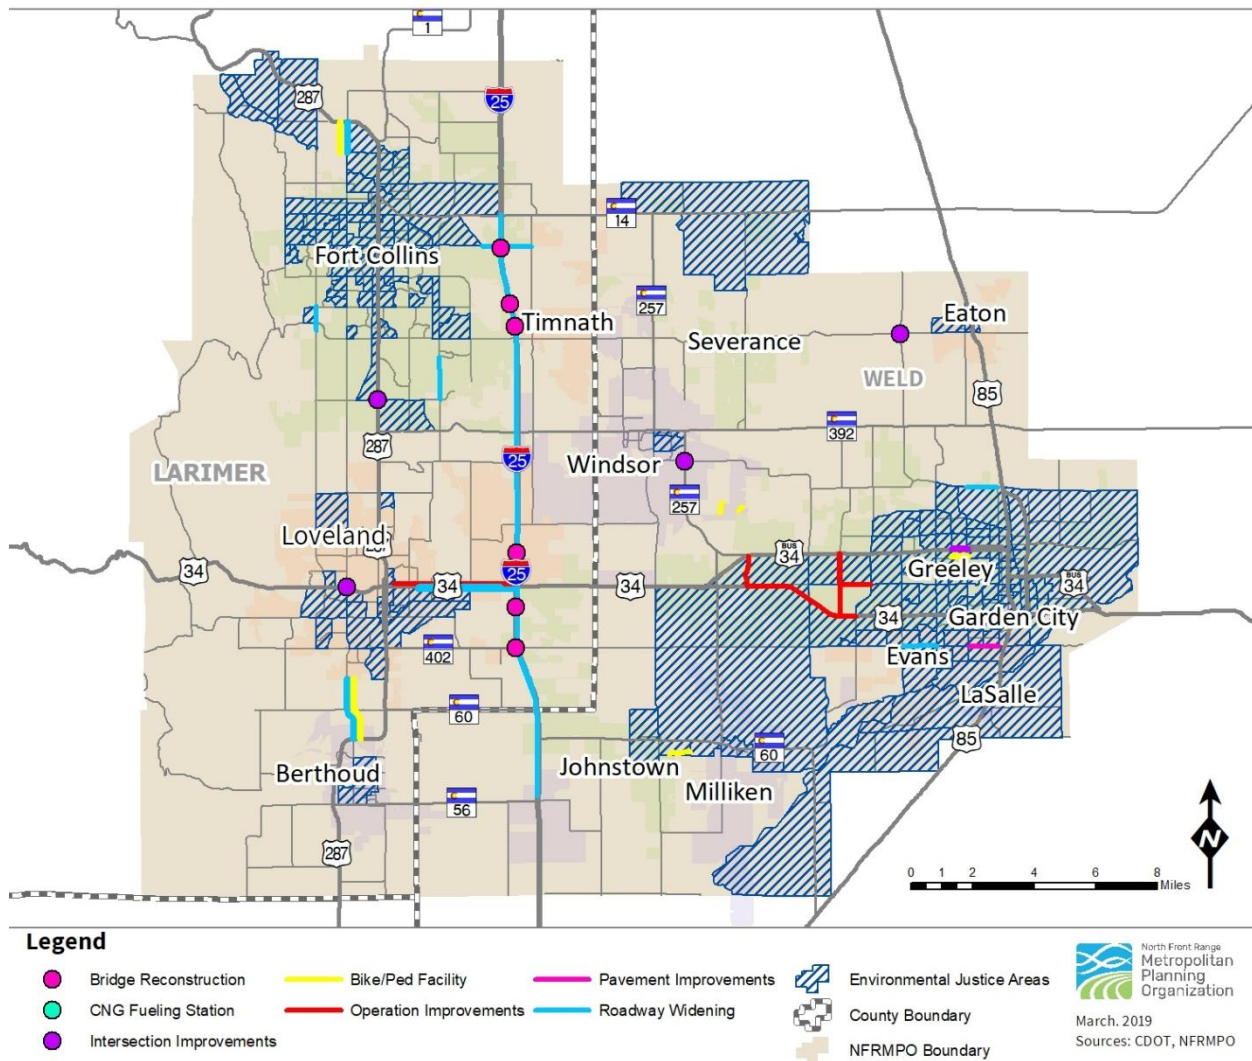 1
287
25
14
Fort Collins
257
Timnath
Eaton
Severance
WELD
85
392
287
LARIMER
25
Windsor
257
Loveland
BUS
34
34
25
34
34
Greeley
BUS
34
Garden City
34
402
Evans
60
LaSalle
85
60
Johnstown
Berthoud
Milliken
56
287
N
0 1 2 4 6 8
Miles
Legend
Bridge Reconstruction
CNG Fueling Station
Intersection Improvements
Bike/Ped Facility
Operation Improvements
Pavement Improvements
Roadway Widening
Environmental Justice Areas
County Boundary
NFRMPO Boundary
North Front Range
Metropolitan
Planning
Organization
March. 2019
Sources: CDOT, NFRMPO